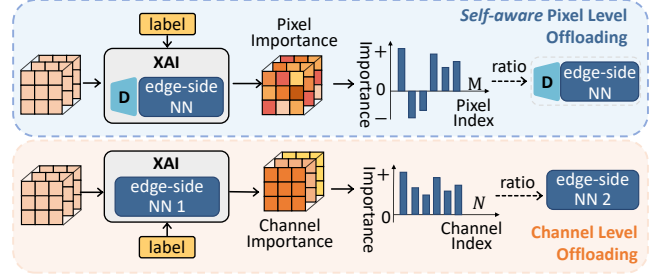 Self-aware Pixel Level
Offloading
label
Pixel
Importance
XAI
D
edge-side
NN
Importance
+
0
−
M
Pixel
Index
ratio
D
edge-side
NN
XAI
edge-side
NN 1
label
Channel
Importance
Importance
+
0
N
Channel
Index
ratio
edge-side
NN 2
Channel Level
Offloading